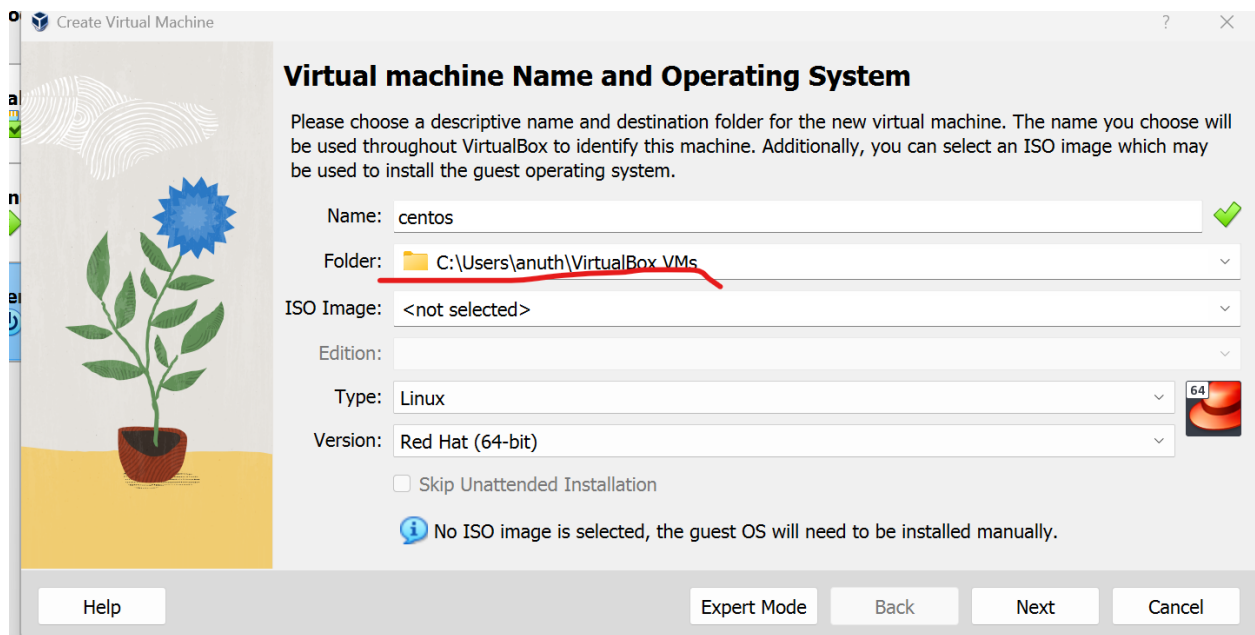 Create Virtual Machine
Virtual machine Name and Operating System
Please choose a descriptive name and destination folder for the new virtual machine. The name you choose will
be used throughout VirtualBox to identify this machine. Additionally, you can select an ISO image which may
be used to install the guest operating system.
Name: centos
Folder: C:\Users\anuth\VirtualBox VMs
ISO Image: <not selected>
Edition:
Type: Linux
64
Version: Red Hat (64-bit)
Skip Unattended Installation
No ISO image is selected, the guest OS will need to be installed manually.
Help Expert Mode Back Next Cancel